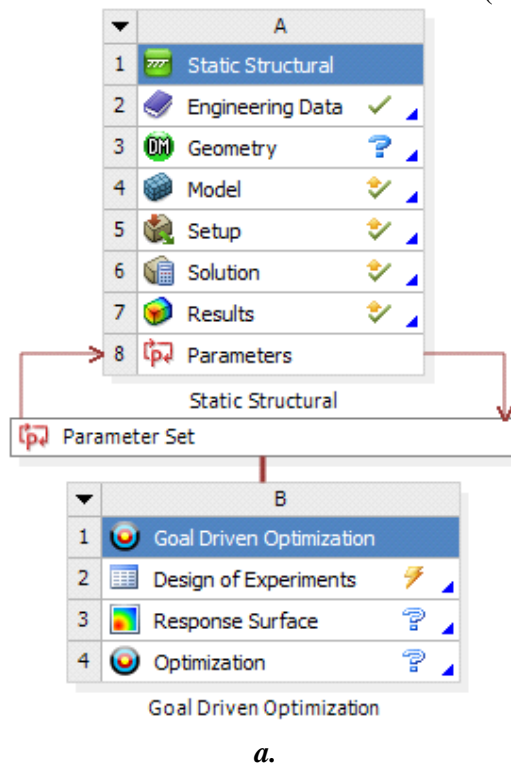 (
A
1 Static Structural
2 Engineering Data
3 DM Geometry ?
4 Model
5 Setup
6 Solution
7 Results
8 Parameters
Static Structural
Parameter Set
B
1 Goal Driven Optimization
2 Design of Experiments
3 Response Surface ?
4 Optimization ?
Goal Driven Optimization
a.